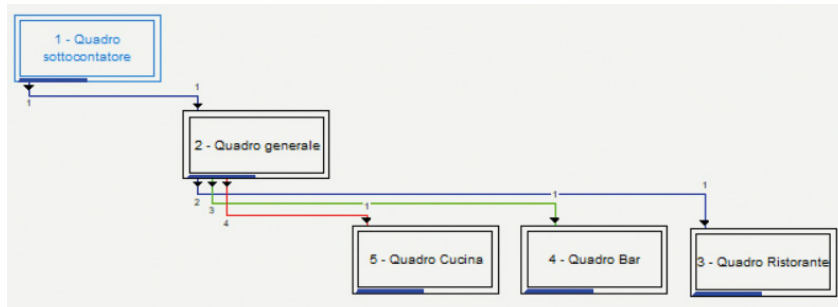 1 - Quadro
sottocontatore
1
1
2 - Quadro generale
2
3
4
1
1
1
5 - Quadro Cucina
4 - Quadro Bar
3 - Quadro Ristorante